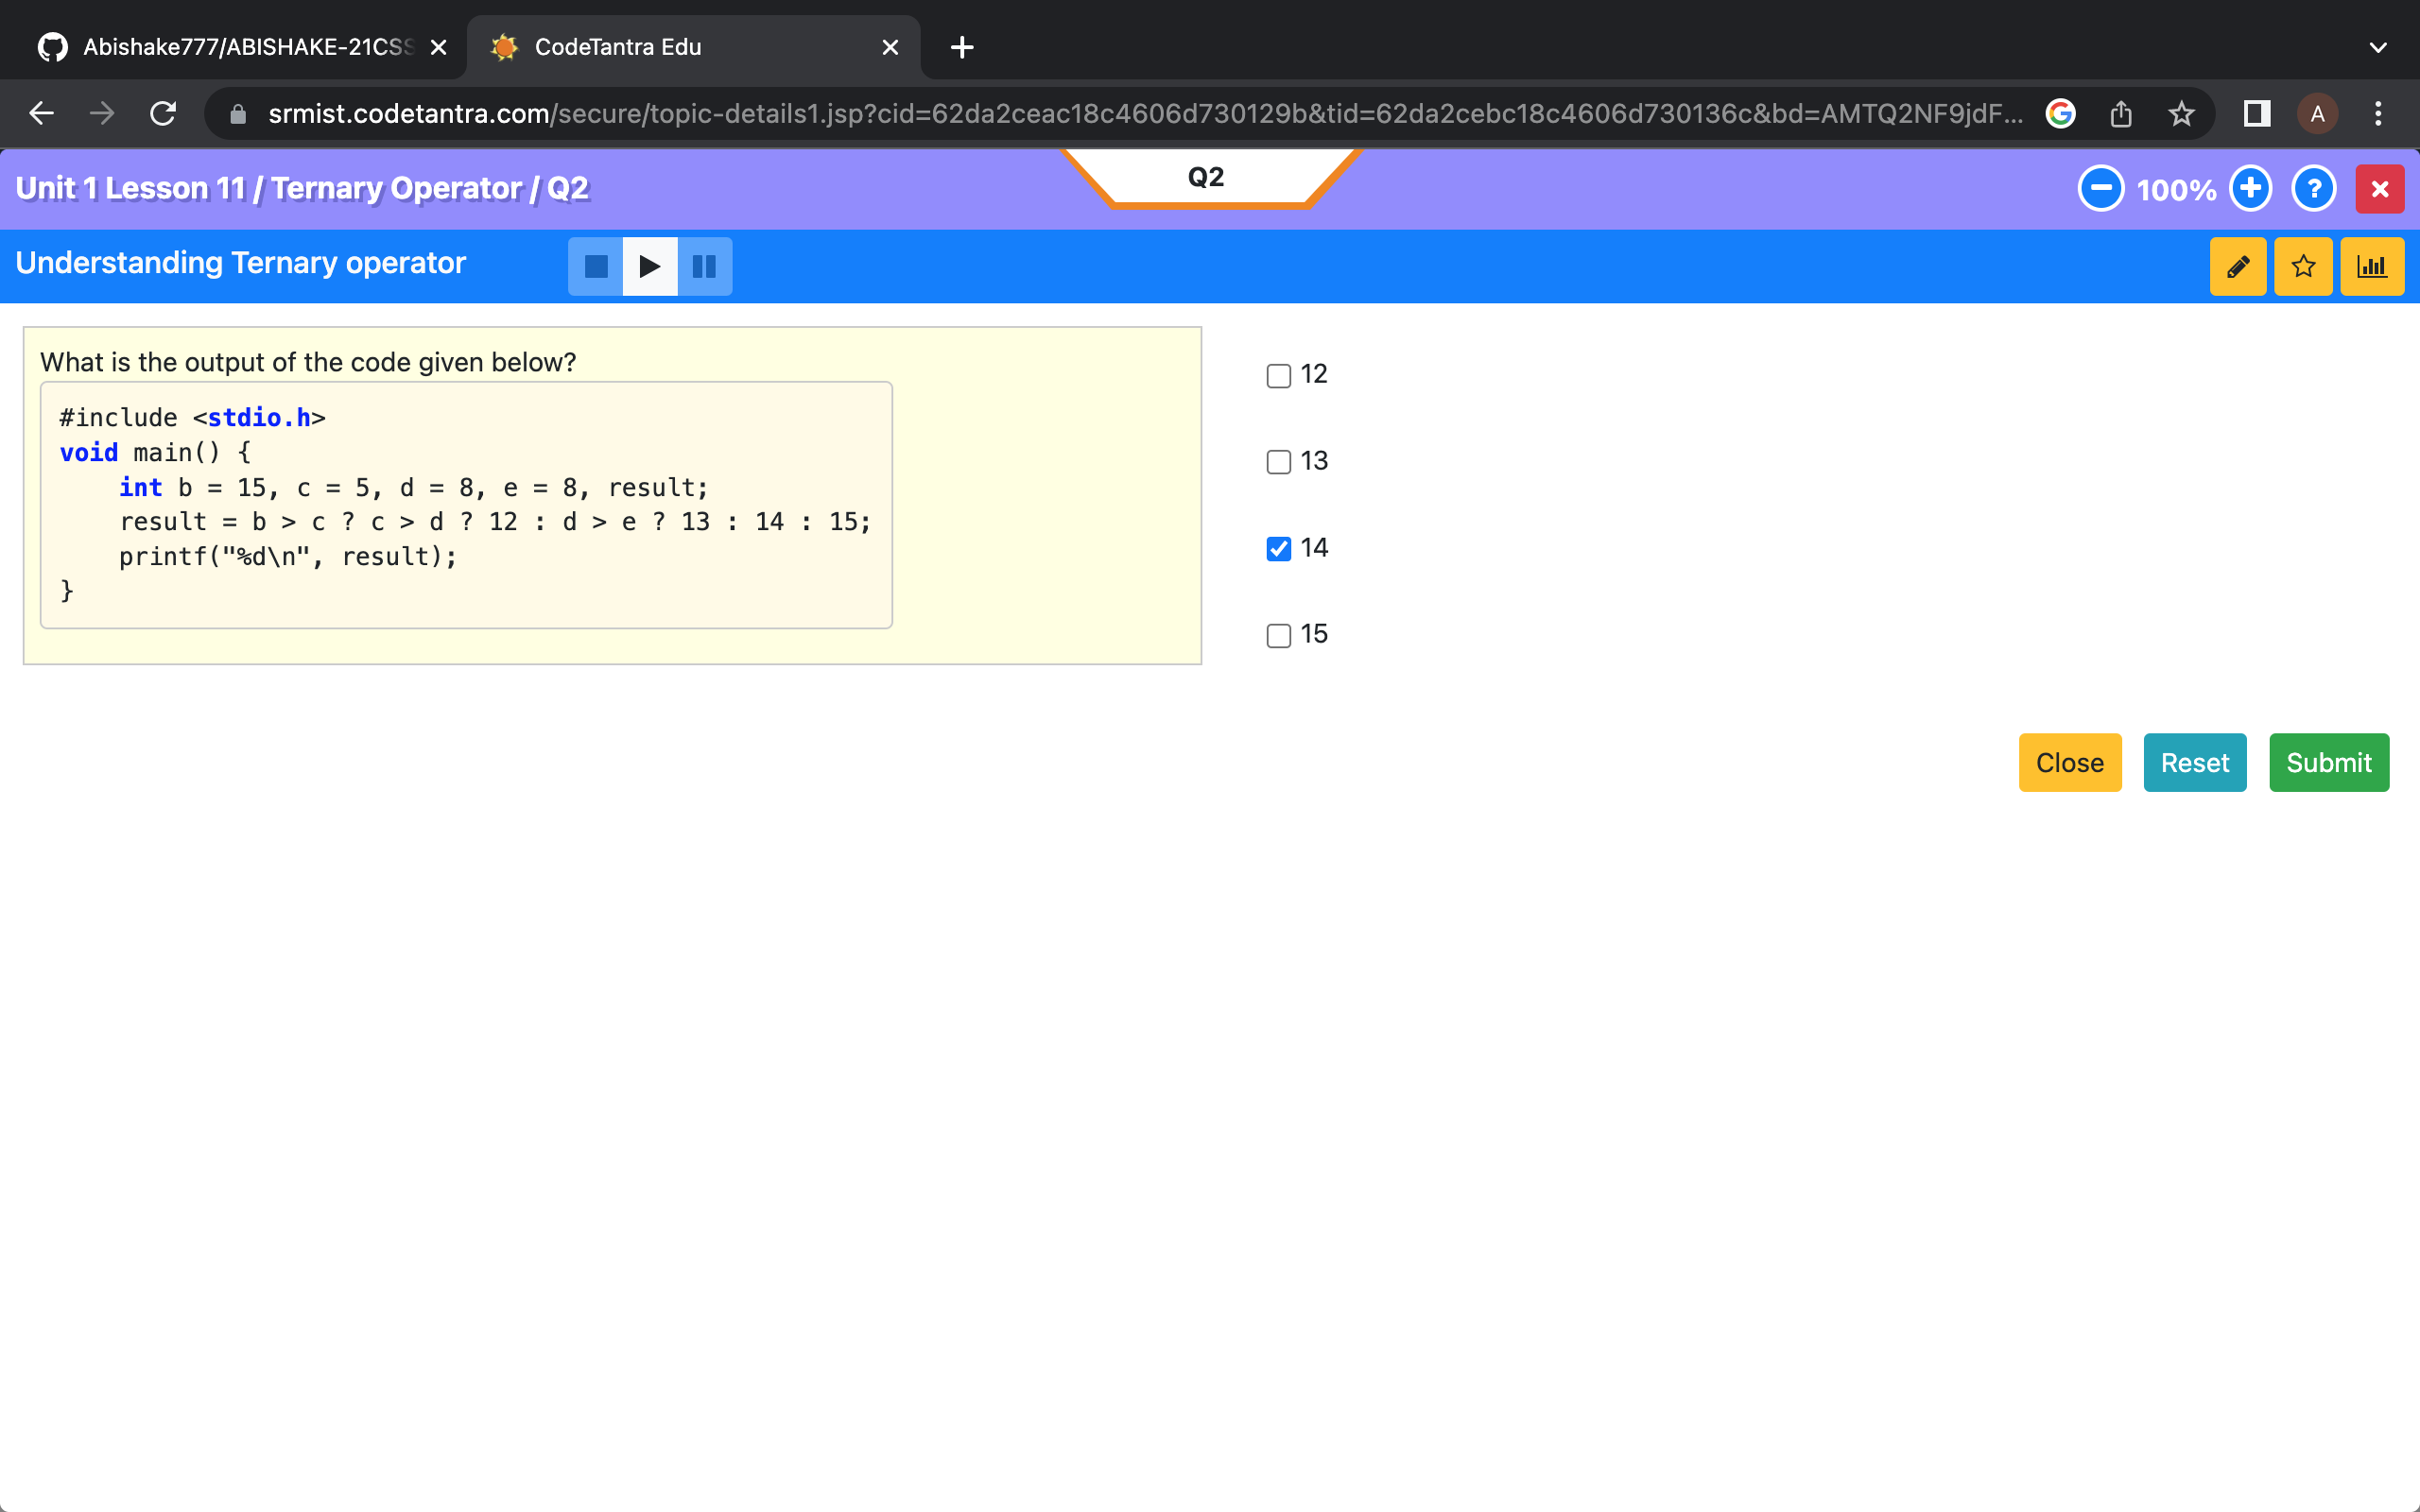 Abishake777/ABISHAKE-21CSS
CodeTantra Edu
srmist.codetantra.com/secure/topic-details1.jsp?cid=62da2ceac18c4606d730129b&tid=62da2cebc18c4606d730136c&bd=AMTQ2NF9jdF...
A
Unit 1 Lesson 11 / Ternary Operator / Q2
Q2
100%
?
Understanding Ternary operator
What is the output of the code given below?
#include <stdio.h>
void main() {
    int b = 15, c = 5, d = 8, e = 8, result;
    result = b > c ? c > d ? 12 : d > e ? 13 : 14 : 15;
    printf("%d\n", result);
}
12
13
14
15
Close
Reset
Submit